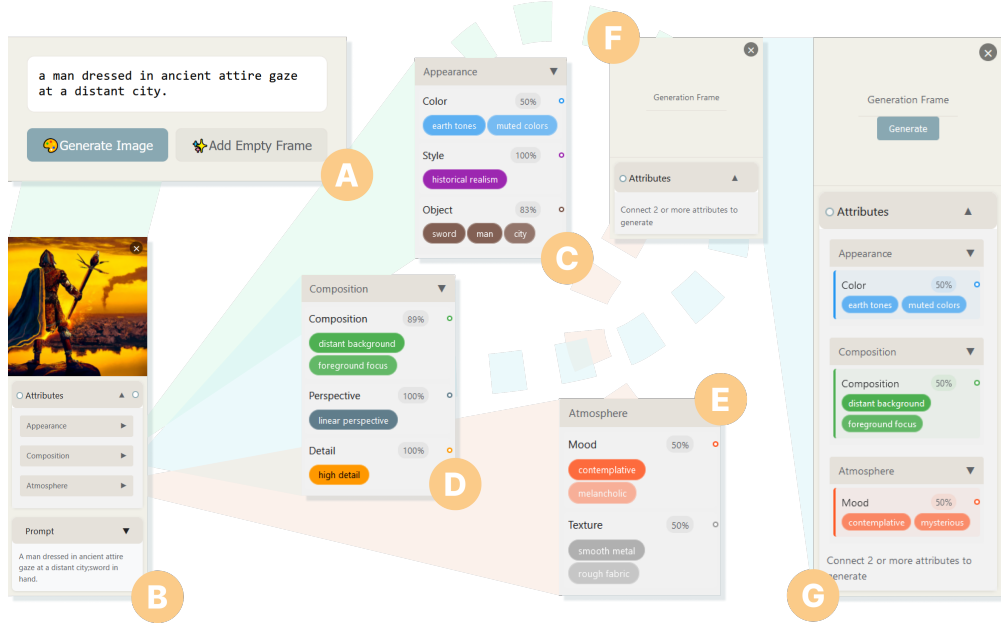 a man dressed in ancient attire gaze
at a distant city.
Generate Image
Add Empty Frame
A
Attributes
Appearance
Composition
Atmosphere
Prompt
A man dressed in ancient attire
gaze at a distant city;sword in
hand.
B
Appearance
Color 50%
earth tones muted colors
Style 100%
historical realism
Object 83%
sword man city
C
Composition
Composition 89%
distant background
foreground focus
Perspective 100%
linear perspective
Detail 100%
high detail
D
Atmosphere
E
Mood 50%
contemplative
melancholic
Texture 50%
smooth metal
rough fabric
F
Generation Frame
Attributes
Connect 2 or more attributes to
generate
Generation Frame
Generate
Attributes
Appearance
Color 50%
earth tones muted colors
Composition
Composition 50%
distant background
foreground focus
Atmosphere
Mood 50%
contemplative mysterious
Connect 2 or more attributes to
generate
G